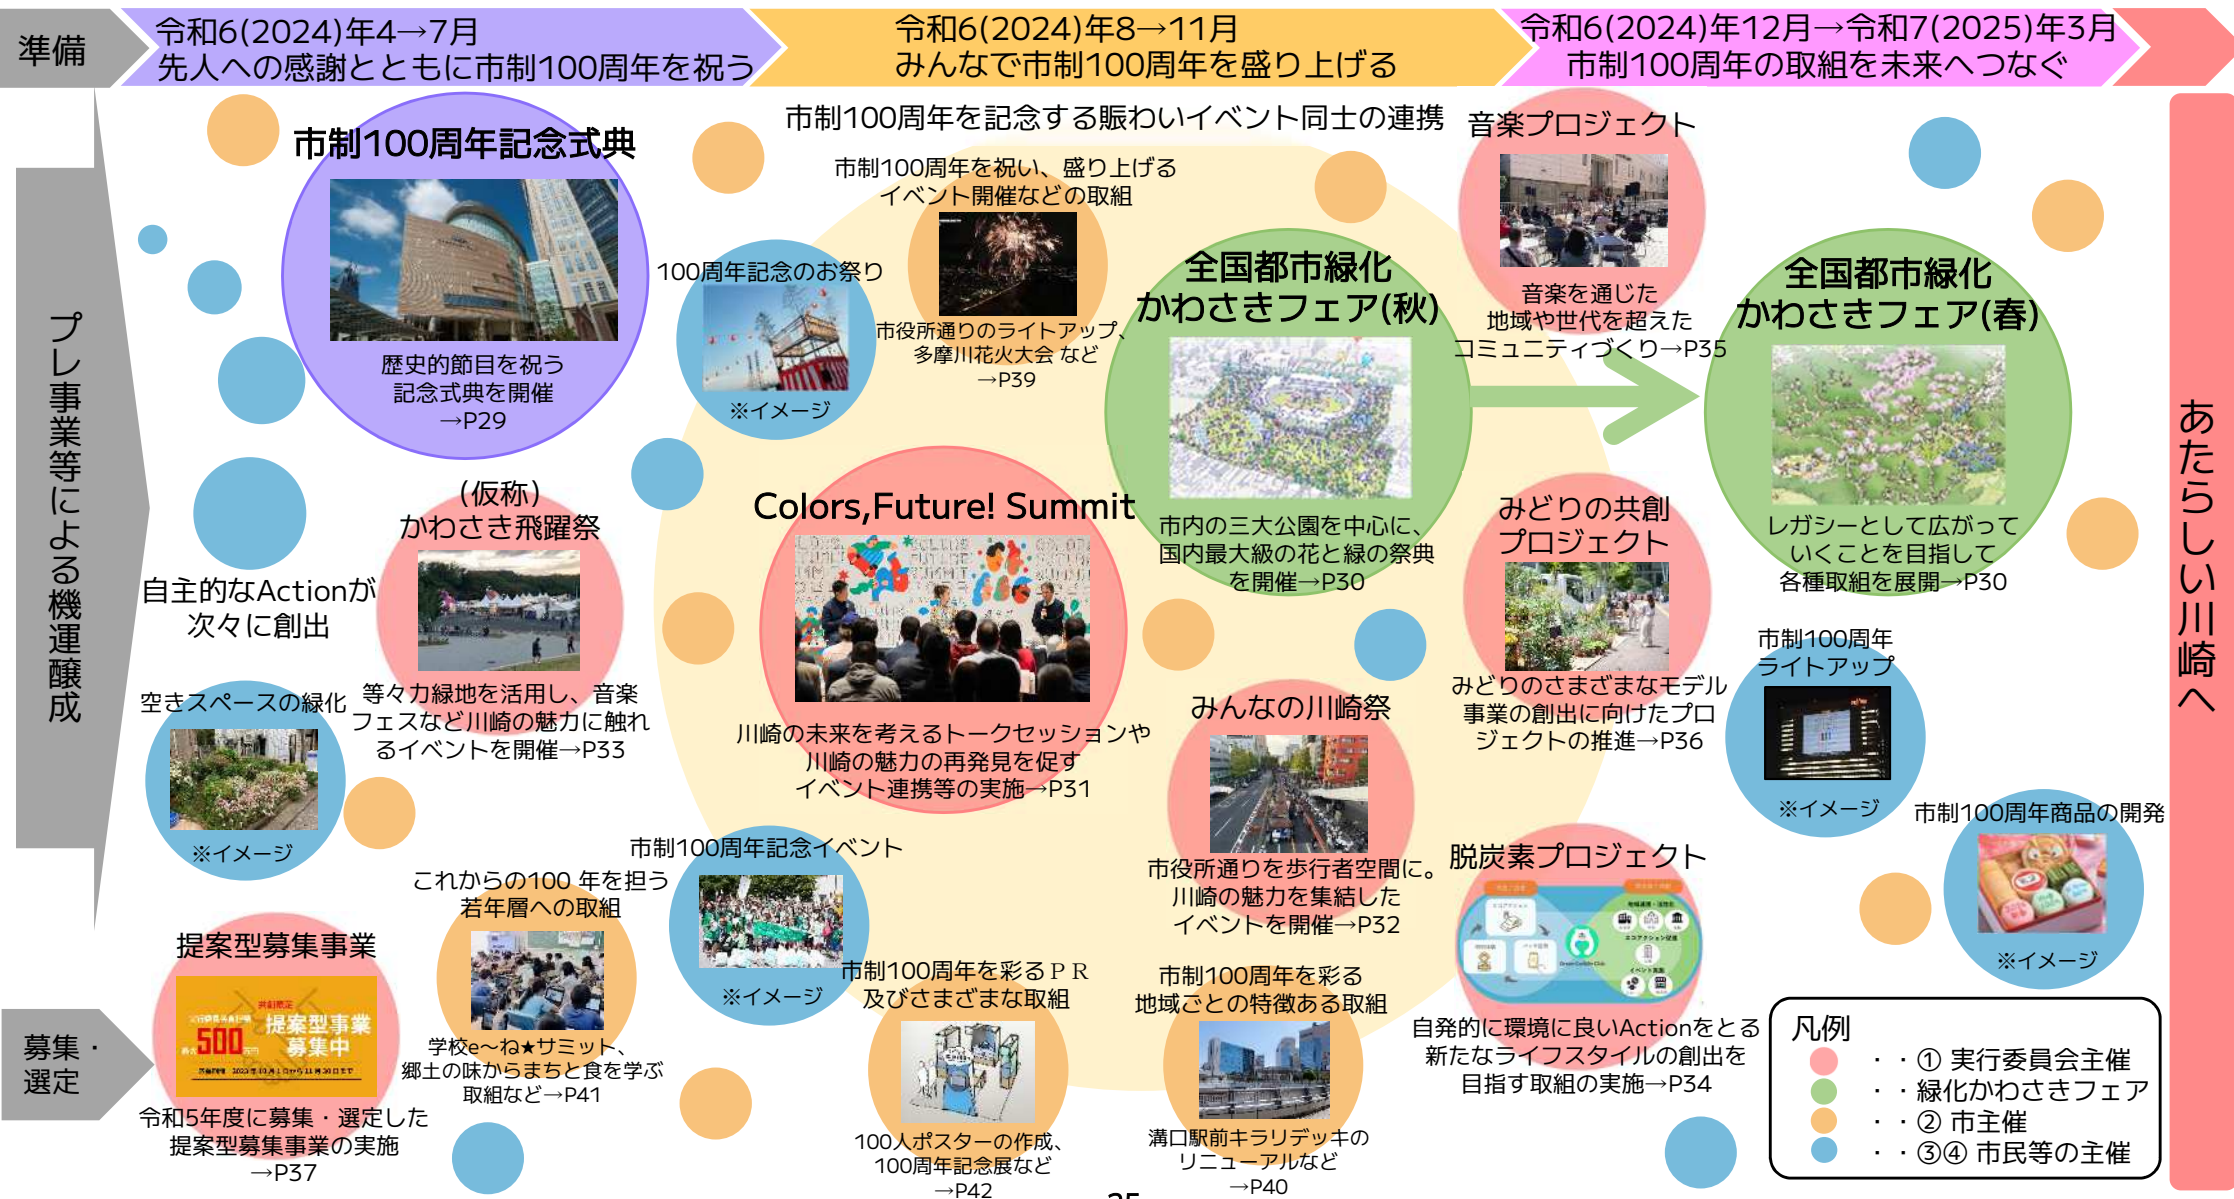 準備
令和6(2024)年4→7月
先人への感謝とともに市制100周年を祝う
令和6(2024)年8→11月
みんなで市制100周年を盛り上げる
令和6(2024)年12月→令和7(2025)年3月
市制100周年の取組を未来へつなぐ
プレ事業等による機運醸成
募集・
選定
あたらしい川崎へ
市制100周年記念式典
歴史的節目を祝う
記念式典を開催
→P29
市制100周年を記念する賑わいイベント同士の連携
市制100周年を祝い、盛り上げる
イベント開催などの取組
市役所通りのライトアップ、
多摩川花火大会 など
→P39
100周年記念のお祭り
※イメージ
音楽プロジェクト
音楽を通じた
地域や世代を超えた
コミュニティづくり→P35
全国都市緑化
かわさきフェア(秋)
市内の三大公園を中心に、
国内最大級の花と緑の祭典
を開催→P30
全国都市緑化
かわさきフェア(春)
レガシーとして広がって
いくことを目指して
各種取組を展開→P30
自主的なActionが
次々に創出
(仮称)
かわさき飛躍祭
等々力緑地を活用し、音楽
フェスなど川崎の魅力に触れ
るイベントを開催→P33
Colors,Future! Summit
川崎の未来を考えるトークセッションや
川崎の魅力の再発見を促す
イベント連携等の実施→P31
みどりの共創
プロジェクト
みどりのさまざまなモデル
事業の創出に向けたプロ
ジェクトの推進→P36
市制100周年
ライトアップ
※イメージ
空きスペースの緑化
※イメージ
みんなの川崎祭
市役所通りを歩行者空間に。
川崎の魅力を集結した
イベントを開催→P32
市制100周年商品の開発
※イメージ
市制100周年記念イベント
※イメージ
これからの100 年を担う
若年層への取組
学校e～ね★サミット、
郷土の味からまちと食を学ぶ
取組など→P41
脱炭素プロジェクト
エコアクション促進
イベント実施
自発的に環境に良いActionをとる
新たなライフスタイルの創出を
目指す取組の実施→P34
提案型募集事業
500
提案型事業
募集中
令和5年度に募集・選定した
提案型募集事業の実施
→P37
市制100周年を彩るＰＲ
及びさまざまな取組
100人ポスターの作成、
100周年記念展など
→P42
市制100周年を彩る
地域ごとの特徴ある取組
溝口駅前キラリデッキの
リニューアルなど
→P40
凡例
・・① 実行委員会主催
・・緑化かわさきフェア
・・② 市主催
・・③④ 市民等の主催